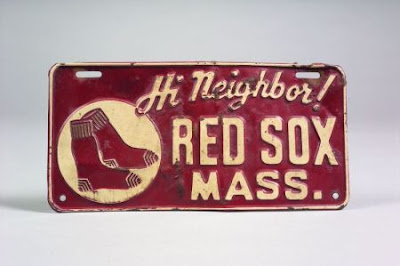 Hi Neighbor!
RED SOX
MASS.